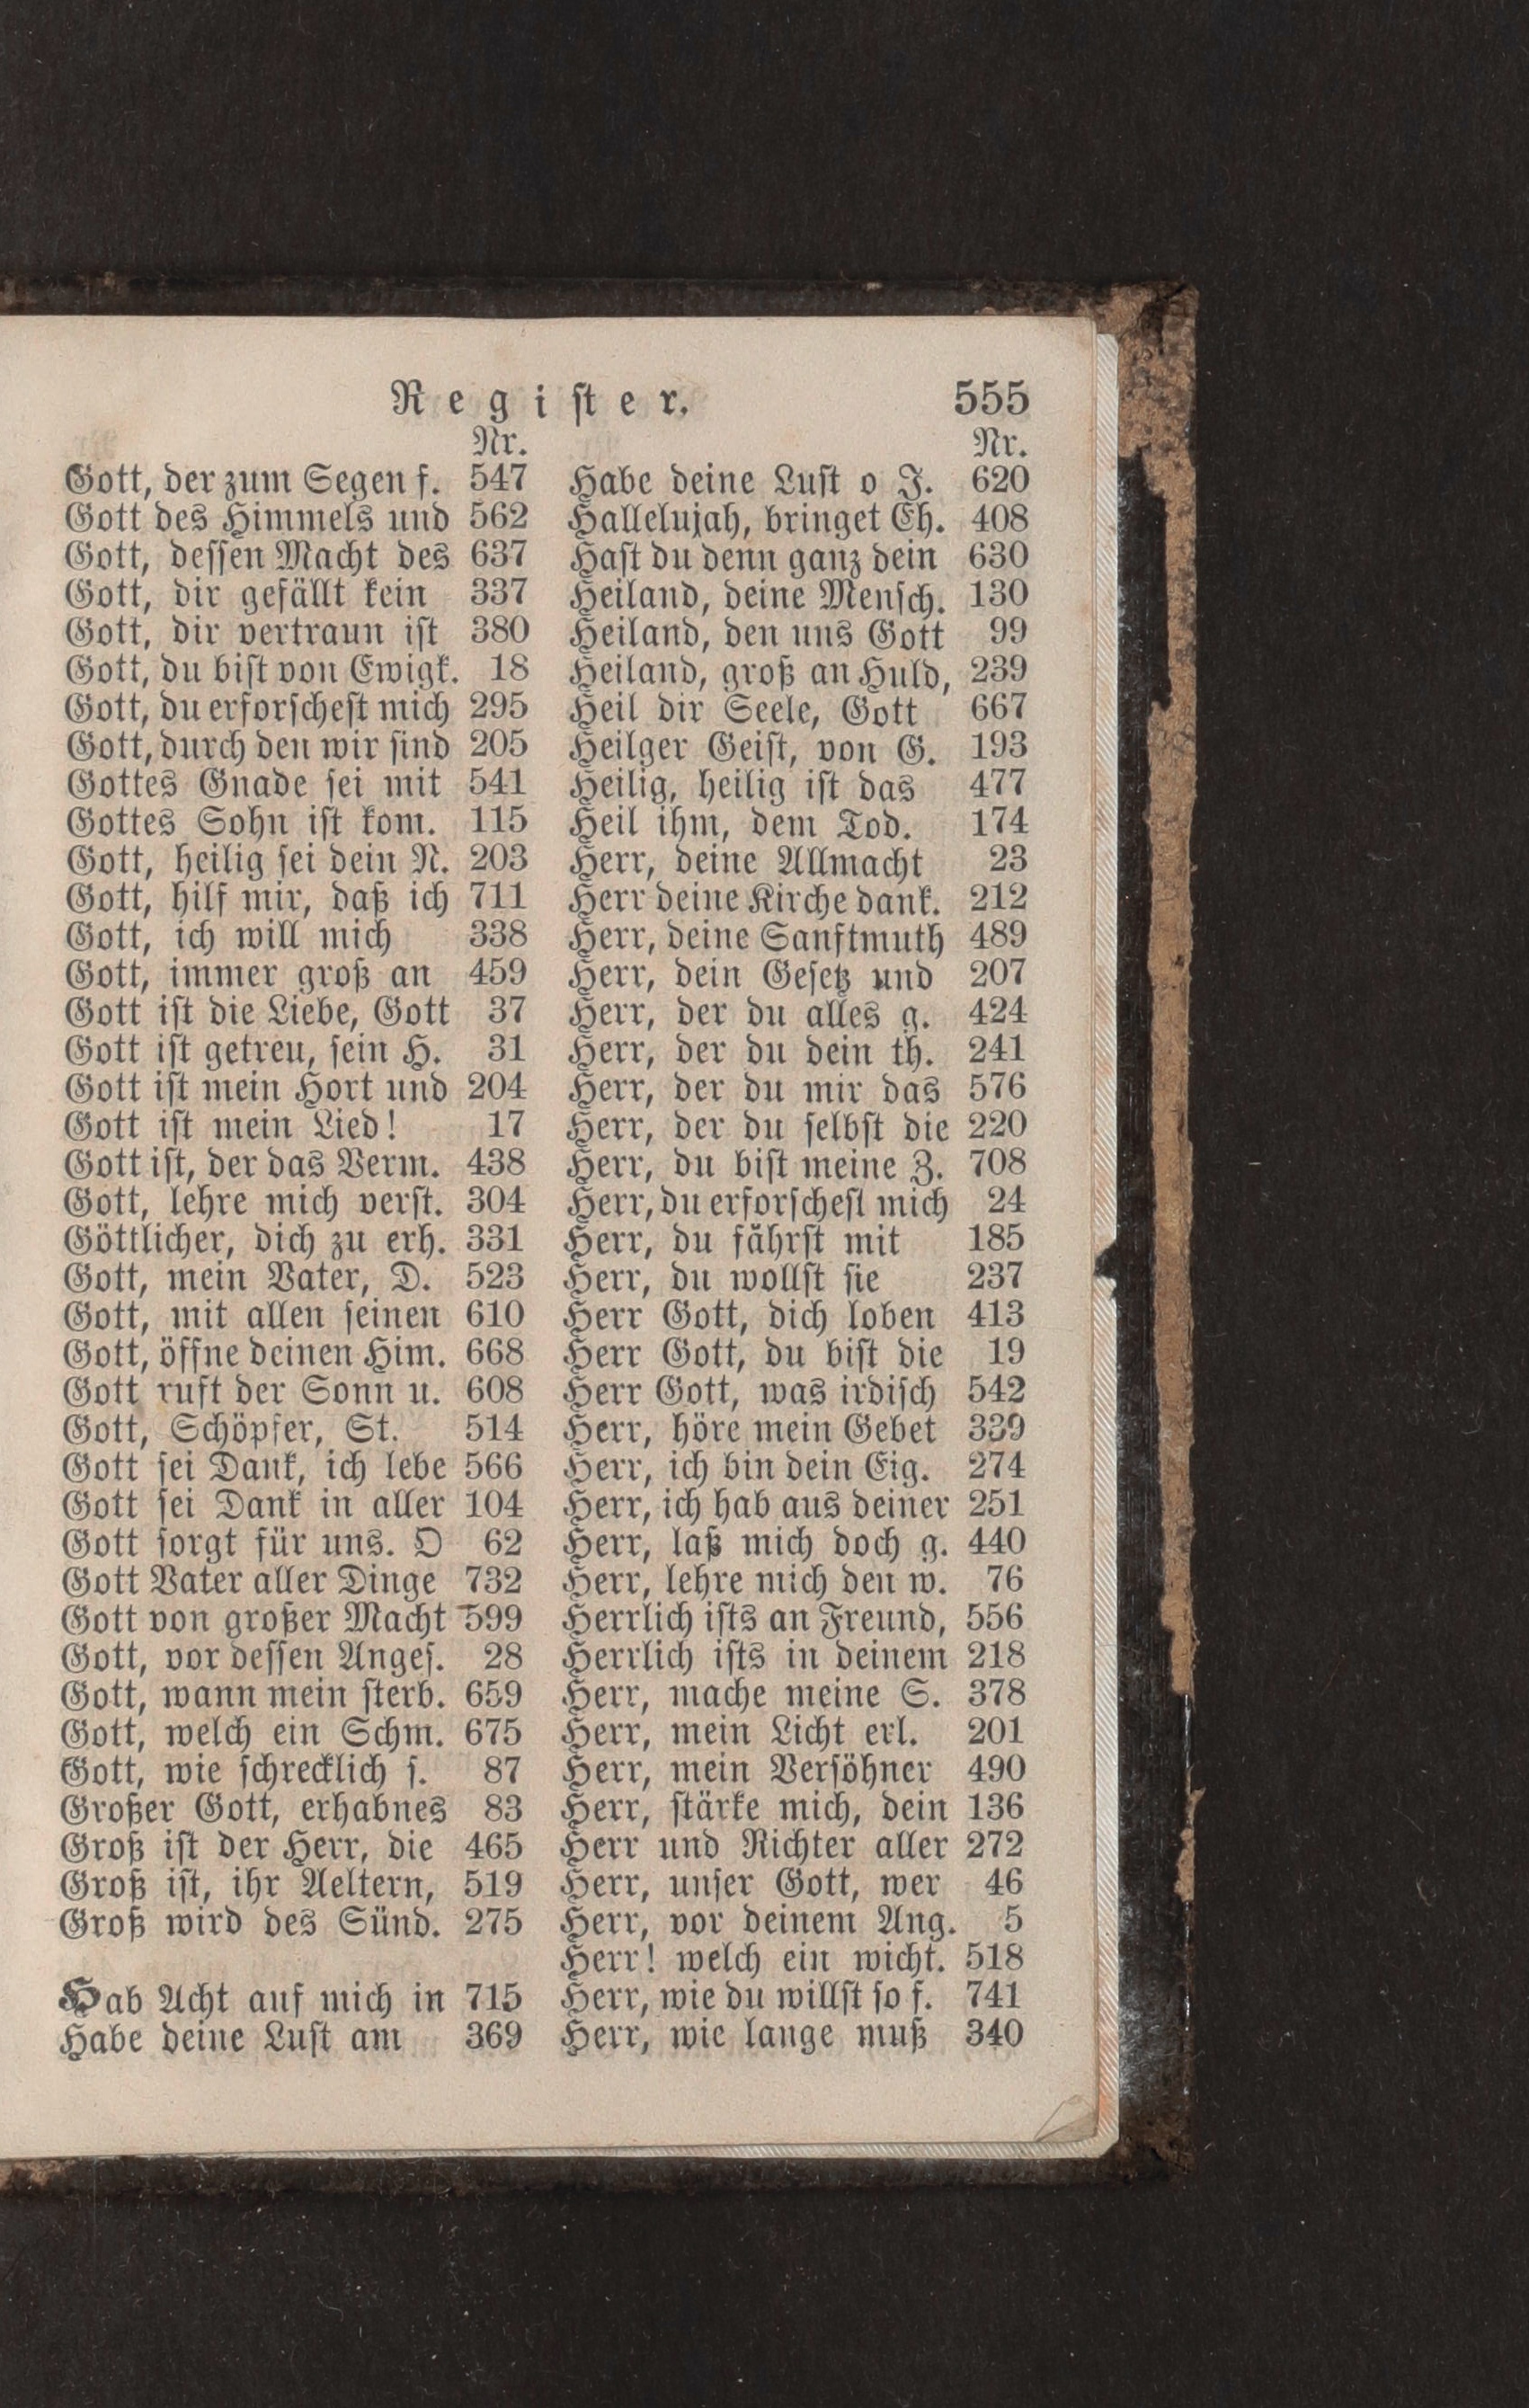 Register. 555
Nr.
Gott, der zum Segen f. 547
Gott des Himmels und 562
Gott, dessen Macht des 637
Gott, dir gefällt kein 337
Gott, dir vertraun ist 380
Gott, du bist von Ewigk. 18
Gott, du erforschest mich 295
Gott, durch den wir sind 205
Gottes Gnade sei mit 541
Gottes Sohn ist kom. 115
Gott, heilig sei dein N. 203
Gott, hilf mir, daß ich 711
Gott, ich will mich 338
Gott, immer groß an 459
Gott ist die Liebe, Gott 37
Gott ist getreu, sein H. 31
Gott ist mein Hort und 204
Gott ist mein Lied! 17
Gott ist, der das Verm. 438
Gott, lehre mich verst. 304
Göttlicher, dich zu erh. 331
Gott, mein Vater, D. 523
Gott, mit allen seinen 610
Gott, öffne deinen Him. 668
Gott ruft der Sonn u. 608
Gott, Schöpfer, St. 514
Gott sei Dank, ich lebe 566
Gott sei Dank in aller 104
Gott sorgt für uns. O 62
Gott Vater aller Dinge 732
Gott von großer Macht 599
Gott, vor dessen Anges. 28
Gott, wann mein sterb. 659
Gott, welch ein Schm. 675
Gott, wie schrecklich s. 87
Großer Gott, erhabnes 83
Groß ist der Herr, die 465
Groß ist, ihr Aeltern, 519
Groß wird des Sünd. 275
Hab Acht auf mich in 715
Habe deine Lust am 369
Nr.
Habe deine Lust o J. 620
Hallelujah, bringet Eh. 408
Hast du denn ganz dein 630
Heiland, deine Mensch. 130
Heiland, den uns Gott 99
Heiland, groß an Huld, 239
Heil dir Seele, Gott 667
Heilger Geist, von G. 193
Heilig, heilig ist das 477
Heil ihm, dem Tod. 174
Herr, deine Allmacht 23
Herr deine Kirche dank. 212
Herr, deine Sanftmuth 489
Herr, dein Gesetz und 207
Herr, der du alles g. 424
Herr, der du dein th. 241
Herr, der du mir das 576
Herr, der du selbst die 220
Herr, du bist meine Z. 708
Herr, du erforschest mich 24
Herr, du fährst mit 185
Herr, du wollst sie 237
Herr Gott, dich loben 413
Herr Gott, du bist die 19
Herr Gott, was irdisch 542
Herr, höre mein Gebet 339
Herr, ich bin dein Eig. 274
Herr, ich hab aus deiner 251
Herr, laß mich doch g. 440
Herr, lehre mich den w. 76
Herrlich ists an Freund, 556
Herrlich ists in deinem 218
Herr, mache meine S. 378
Herr, mein Licht erl. 201
Herr, mein Versöhner 490
Herr, stärke mich, dein 136
Herr und Richter aller 272
Herr, unser Gott, wer 46
Herr, vor deinem Ang. 5
Herr! welch ein wicht. 518
Herr, wie du willst so f. 741
Herr, wie lange muß 340